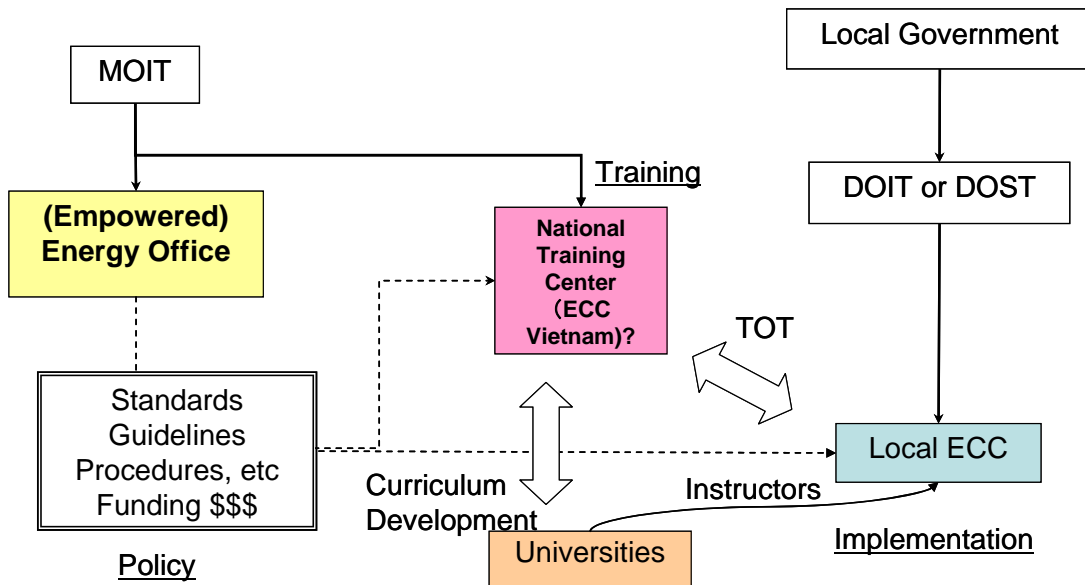 MOIT
Local Government
Training
(Empowered)
Energy Office
National
Training
Center
（ECC
Vietnam)?
DOIT or DOST
TOT
Standards
Guidelines
Procedures, etc
Funding $$$
Local ECC
Curriculum
Development
Instructors
Universities
Implementation
Policy